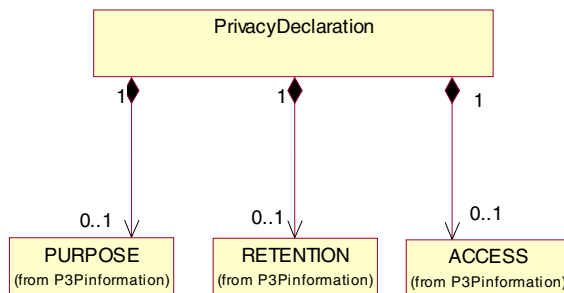 PrivacyDeclaration
1 1 1
0..1 0..1 0..1
PURPOSE RETENTION ACCESS
(from P3Pinformation) (from P3Pinformation) (from P3Pinformation)